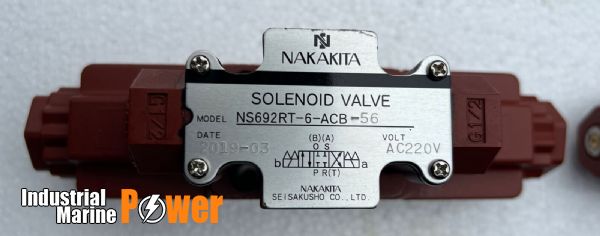 NAKAKITA
SOLENOID VALVE
MODEL NS692RT-6-ACB-56
DATE (B)(A) VOLT
2019-03 O S AC220V
b a
P R(T)
NAKAKITA
SEISAKUSHO CO., LTD.
G1/2
G1/2
Industrial
Marine Power